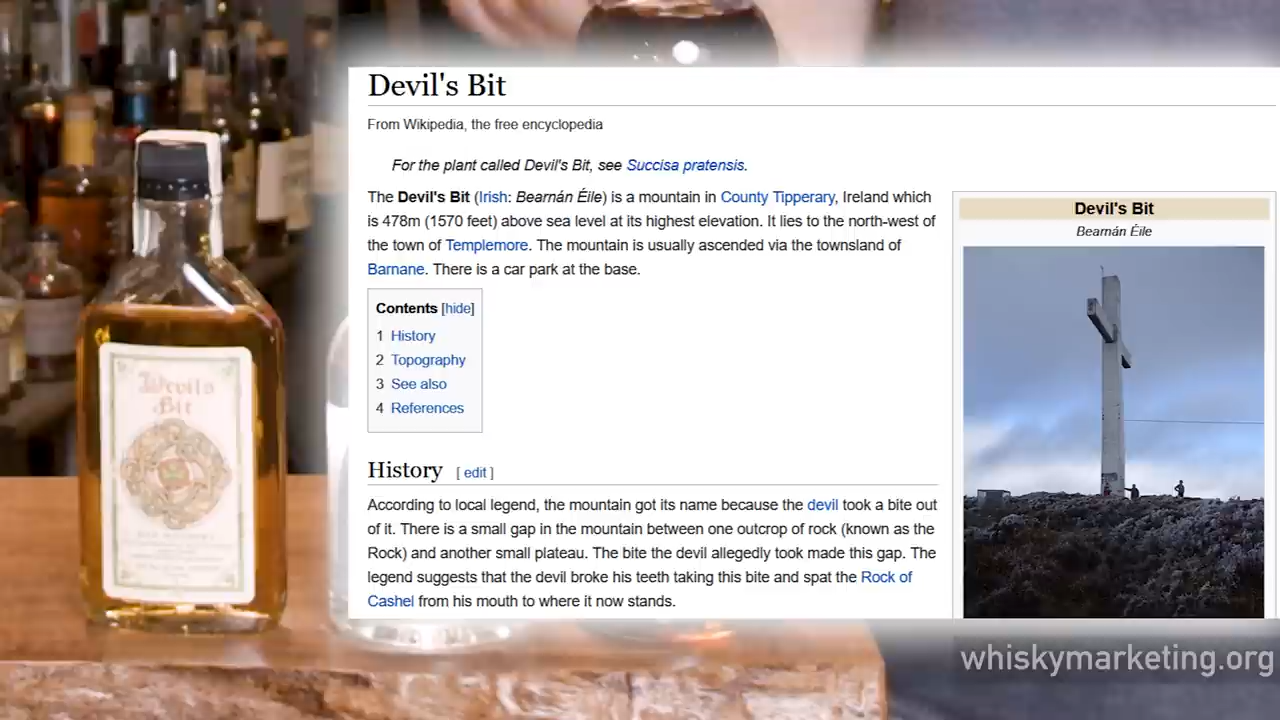 Devil's Bit
From Wikipedia, the free encyclopedia
For the plant called Devil's Bit, see Succisa pratensis.
The Devil's Bit (Irish: Bearnán Éile) is a mountain in County Tipperary, Ireland which
is 478m (1570 feet) above sea level at its highest elevation. It lies to the north-west of
the town of Templemore. The mountain is usually ascended via the townsland of
Barnane. There is a car park at the base.
Contents [hide]
1 History
2 Topography
3 See also
4 References
History [ edit ]
According to local legend, the mountain got its name because the devil took a bite out
of it. There is a small gap in the mountain between one outcrop of rock (known as the
Rock) and another small plateau. The bite the devil allegedly took made this gap. The
legend suggests that the devil broke his teeth taking this bite and spat the Rock of
Cashel from his mouth to where it now stands.
Devil's Bit
Bearnán Éile
Devil's
Bit
whiskymarketing.org